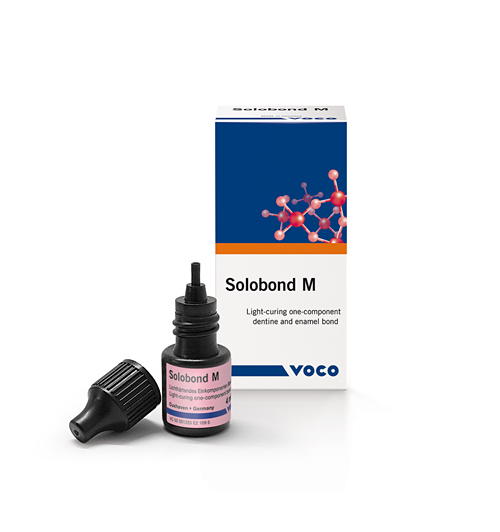 Solobond M
VOCO
Solobond M
Light-curing one-component
dentine and enamel bond
VOCO
Solobond M
Lichthärtendes Einkomponenten
Light-curing one-component
Cuxhaven • Germany
VOCO